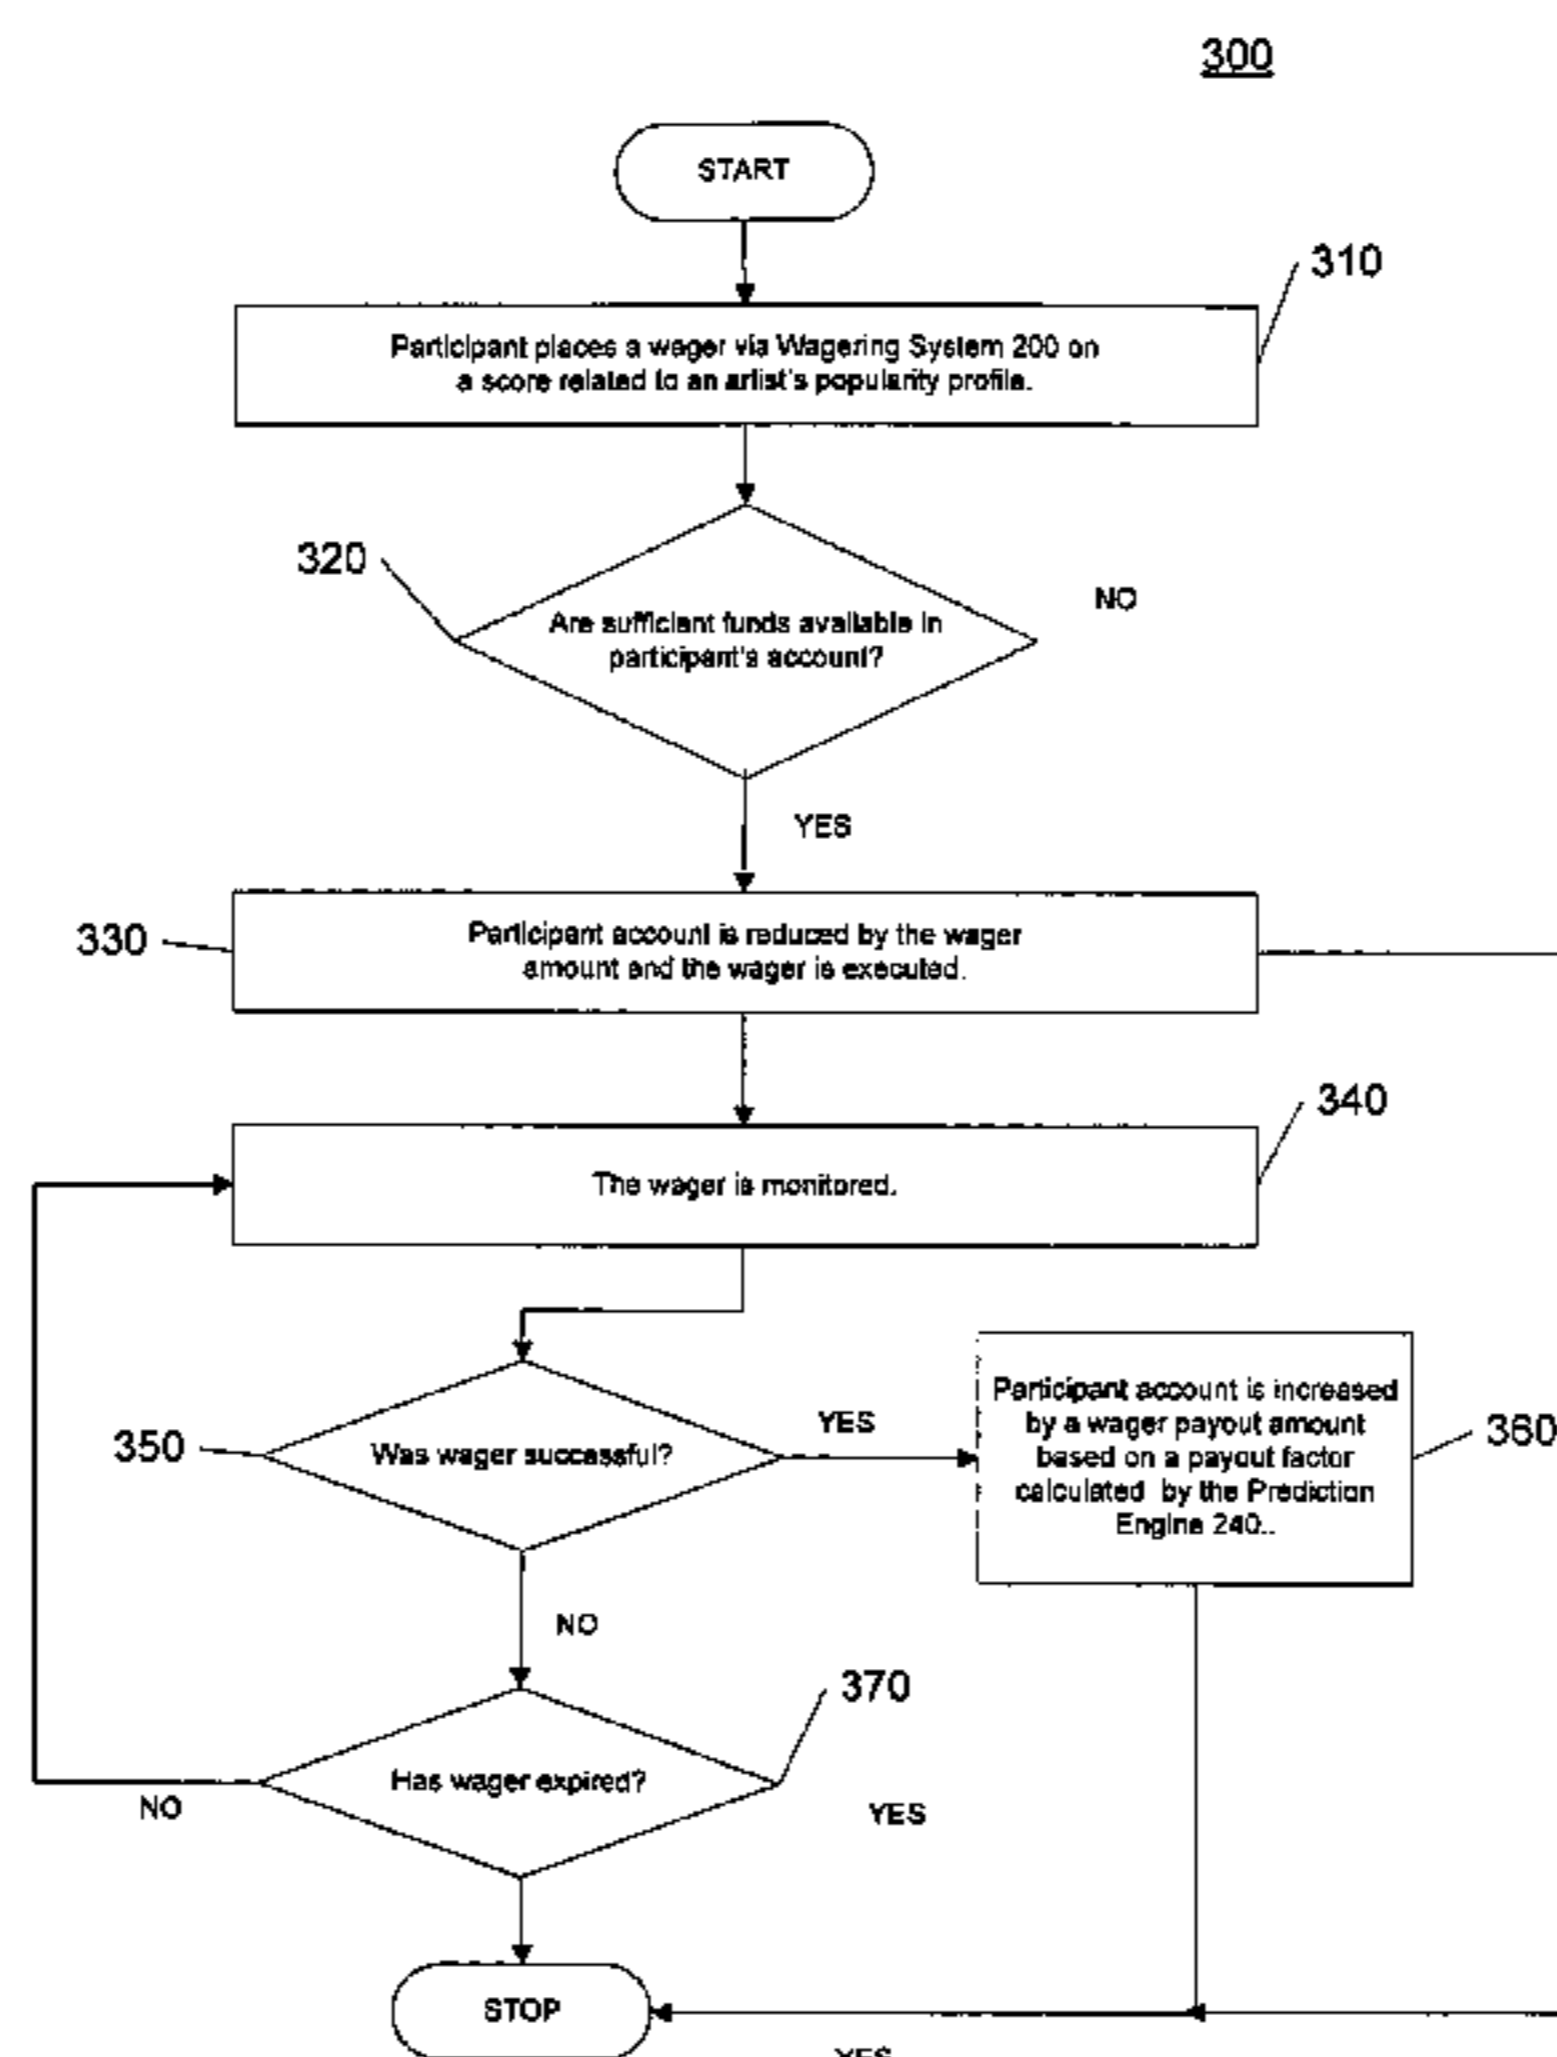 300
START
310
Participant places a wager via Wagering System 200 on
a score related to an artist's popularity profile.
320
NO
Are sufficient funds available in
participant's account?
YES
330
Participant account is reduced by the wager
amount and the wager is executed.
340
The wager is monitored.
350
Was wager successful?
YES
Participant account is increased
by a wager payout amount
based on a payout factor
calculated by the Prediction
Engine 240..
360
NO
370
Has wager expired?
NO
YES
STOP
YES